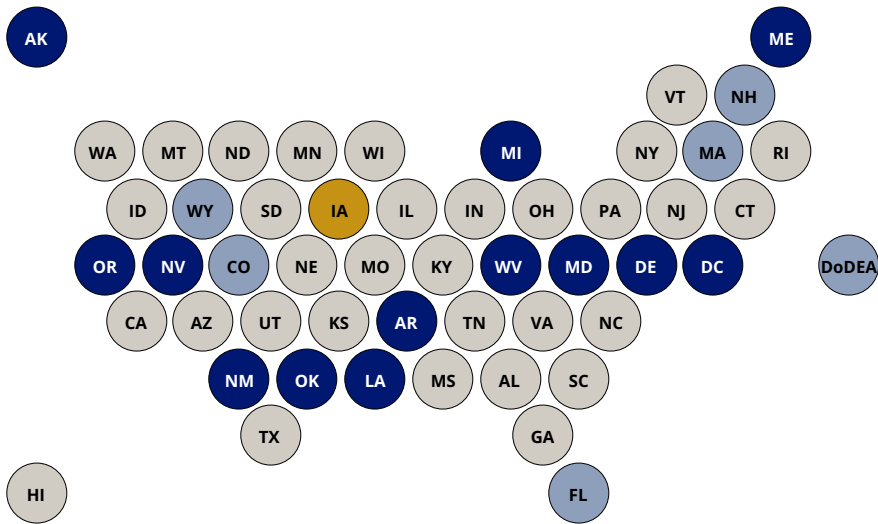 AK ME
VT NH
WA MT ND MN WI MI NY MA RI
ID WY SD IA IL IN OH PA NJ CT
OR NV CO NE MO KY WV MD DE DC DoDEA
CA AZ UT KS AR TN VA NC
NM OK LA MS AL SC
TX GA
HI FL